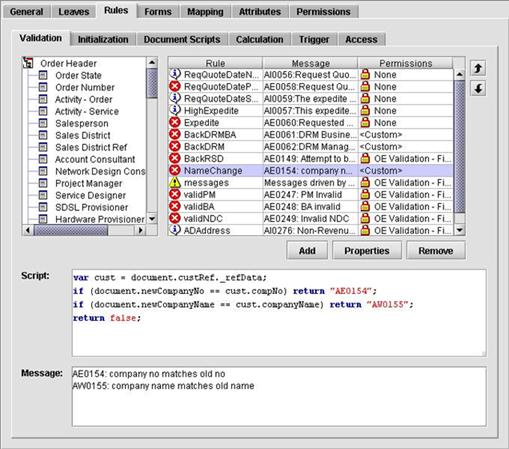 General Leaves Rules Forms Mapping Attributes Permissions
Validation Initialization Document Scripts Calculation Trigger Access
Order Header
Order State
Order Number
Activity - Order
Activity - Service
Salesperson
Sales District
Sales District Ref
Account Consultant
Network Design Cons
Project Manager
Service Designer
SDSL Provisioner
Hardware Provisioner
Rule Message Permissions
ReqQuoteDateN... AI0056:Request Quo... None
ReqQuoteDateP... AE0058:Request Qu... None
ReqQuoteDateS... AI0059:The expedite ... None
HighExpedite AI0057:This expedite ... None
Expedite AE0060:Requested ... None
BackDRMBA AE0061:DRM Busine... <Custom>
BackDRM AE0062:DRM Manag... <Custom>
BackRSD AE0149: Attempt to b... OE Validation - Fi...
NameChange AE0154: company n... <Custom>
messages Messages driven by ... OE Validation - Fi...
validPM AE0247: PM Invalid OE Validation - Fi...
validBA AE0248: BA invalid OE Validation - Fi...
validNDC AE0249: Invalid NDC OE Validation - Fi...
ADAddress AI0276: Non-Revenu... OE Validation - Fi...
Add Properties Remove
Script:
var cust = document.custRef._refData;
if (document.newCompanyNo == cust.compNo) return "AE0154";
if (document.newCompanyName == cust.companyName) return "AW0155";
return false;
Message:
AE0154: company no matches old no
AW0155: company name matches old name